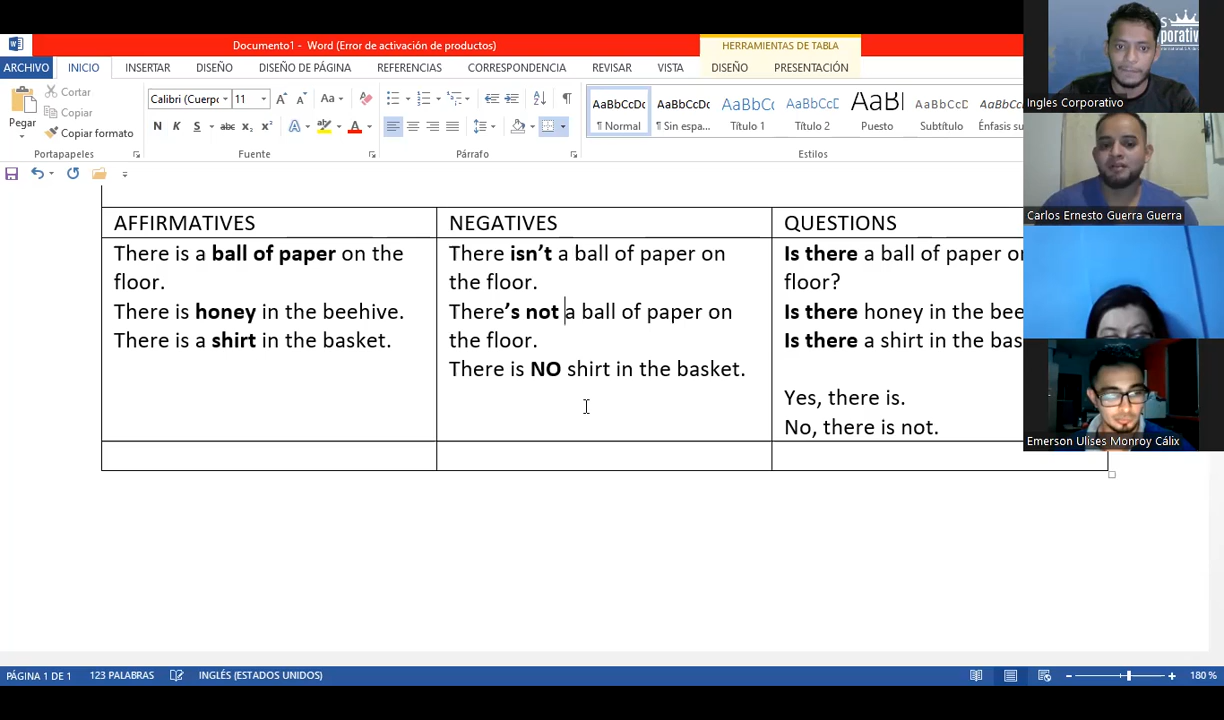 Documento1 - Word (Error de activación de productos)
HERRAMIENTAS DE TABLA
ARCHIVO INICIO INSERTAR DISEÑO DISEÑO DE PÁGINA REFERENCIAS CORRESPONDENCIA REVISAR VISTA DISEÑO PRESENTACIÓN
Pegar
Cortar
Copiar
Copiar formato
Portapapeles
Calibri (Cuerpo 11
Fuente
Párrafo
AaBbCcDc AaBbCcDc AaBbCc AaBbCcD AaBl AaBbCcD AaBbCcDc
¶ Normal ¶ Sin espa... Título 1 Título 2 Puesto Subtítulo Énfasis su
Estilos
Ingles Corporativo
Carlos Ernesto Guerra Guerra
Emerson Ulises Monroy Cálix
AFFIRMATIVES
There is a ball of paper on the
floor.
There is honey in the beehive.
There is a shirt in the basket.
NEGATIVES
There isn’t a ball of paper on
the floor.
There’s not a ball of paper on
the floor.
There is NO shirt in the basket.
QUESTIONS
Is there a ball of paper on
floor?
Is there honey in the bee
Is there a shirt in the bas
Yes, there is.
No, there is not.
PÁGINA 1 DE 1 123 PALABRAS INGLÉS (ESTADOS UNIDOS) 180 %